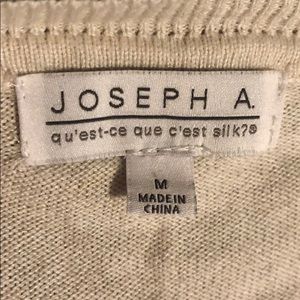 JOSEPH A.
qu'est-ce que c'est silk?®
M
MADE IN
CHINA